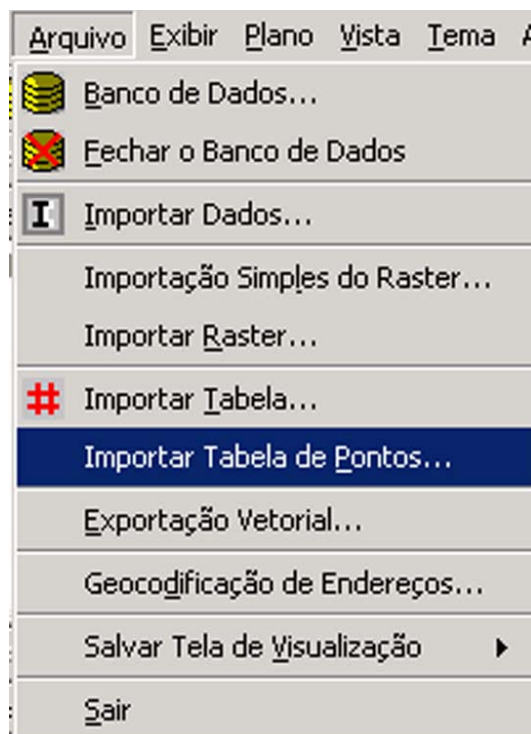 Arquivo Exibir Plano Vista Tema A
Banco de Dados...
Fechar o Banco de Dados
Importar Dados...
Importação Simples do Raster...
Importar Raster...
Importar Tabela...
Importar Tabela de Pontos...
Exportação Vetorial...
Geocodificação de Endereços...
Salvar Tela de Visualização
Sair